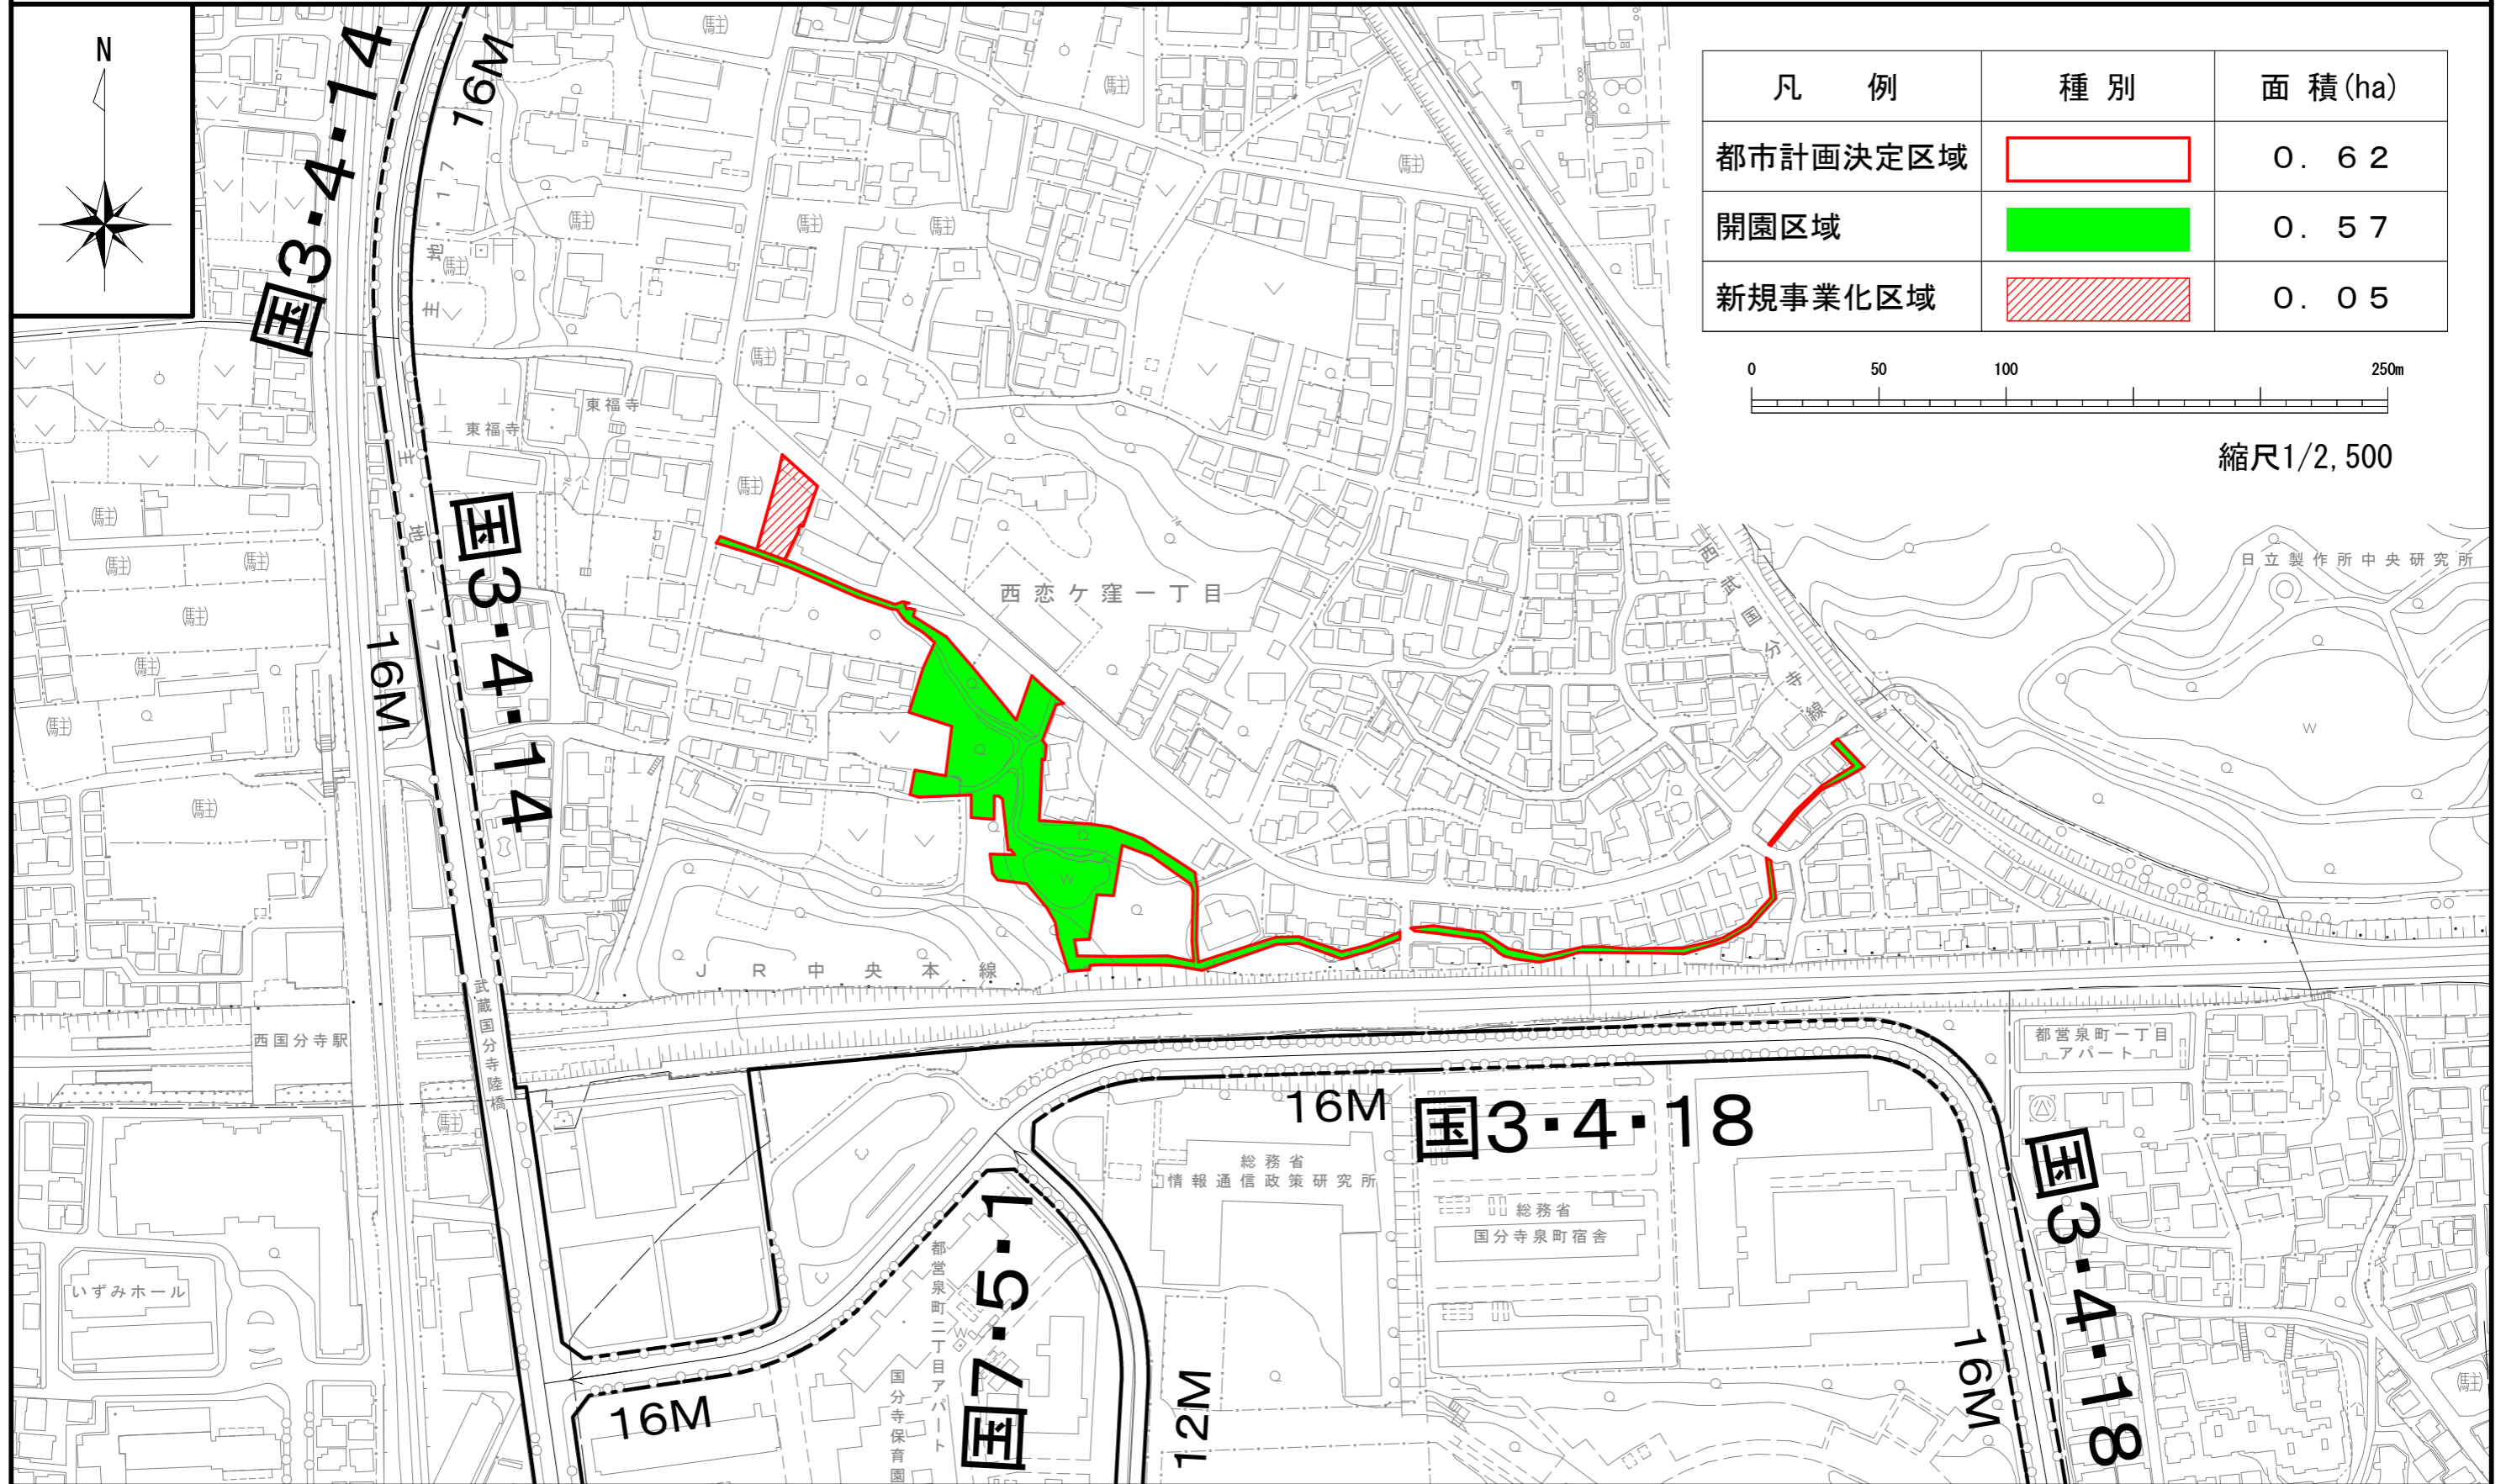 N
凡 例 種別 面積(ha)
都市計画決定区域 0.62
開園区域 0.57
新規事業化区域 0.05
0 50 100 250m
縮尺1/2,500
国3・4・14
16M
主・地・17
東福寺
東福寺
国3・4・14
主・地・17
16M
西恋ケ窪一丁目
西武国分寺線
日立製作所中央研究所
W
W
JR中央本線
武蔵国分寺陸橋
西国分寺駅
都営泉町一丁目
アパート
16M
国3・4・18
国3・4・18
16M
総務省
情報通信政策研究所
総務省
国分寺泉町宿舎
いずみホール
都営泉町二丁目アパート
国分寺保育園
国7・5・1
W
16M
12M